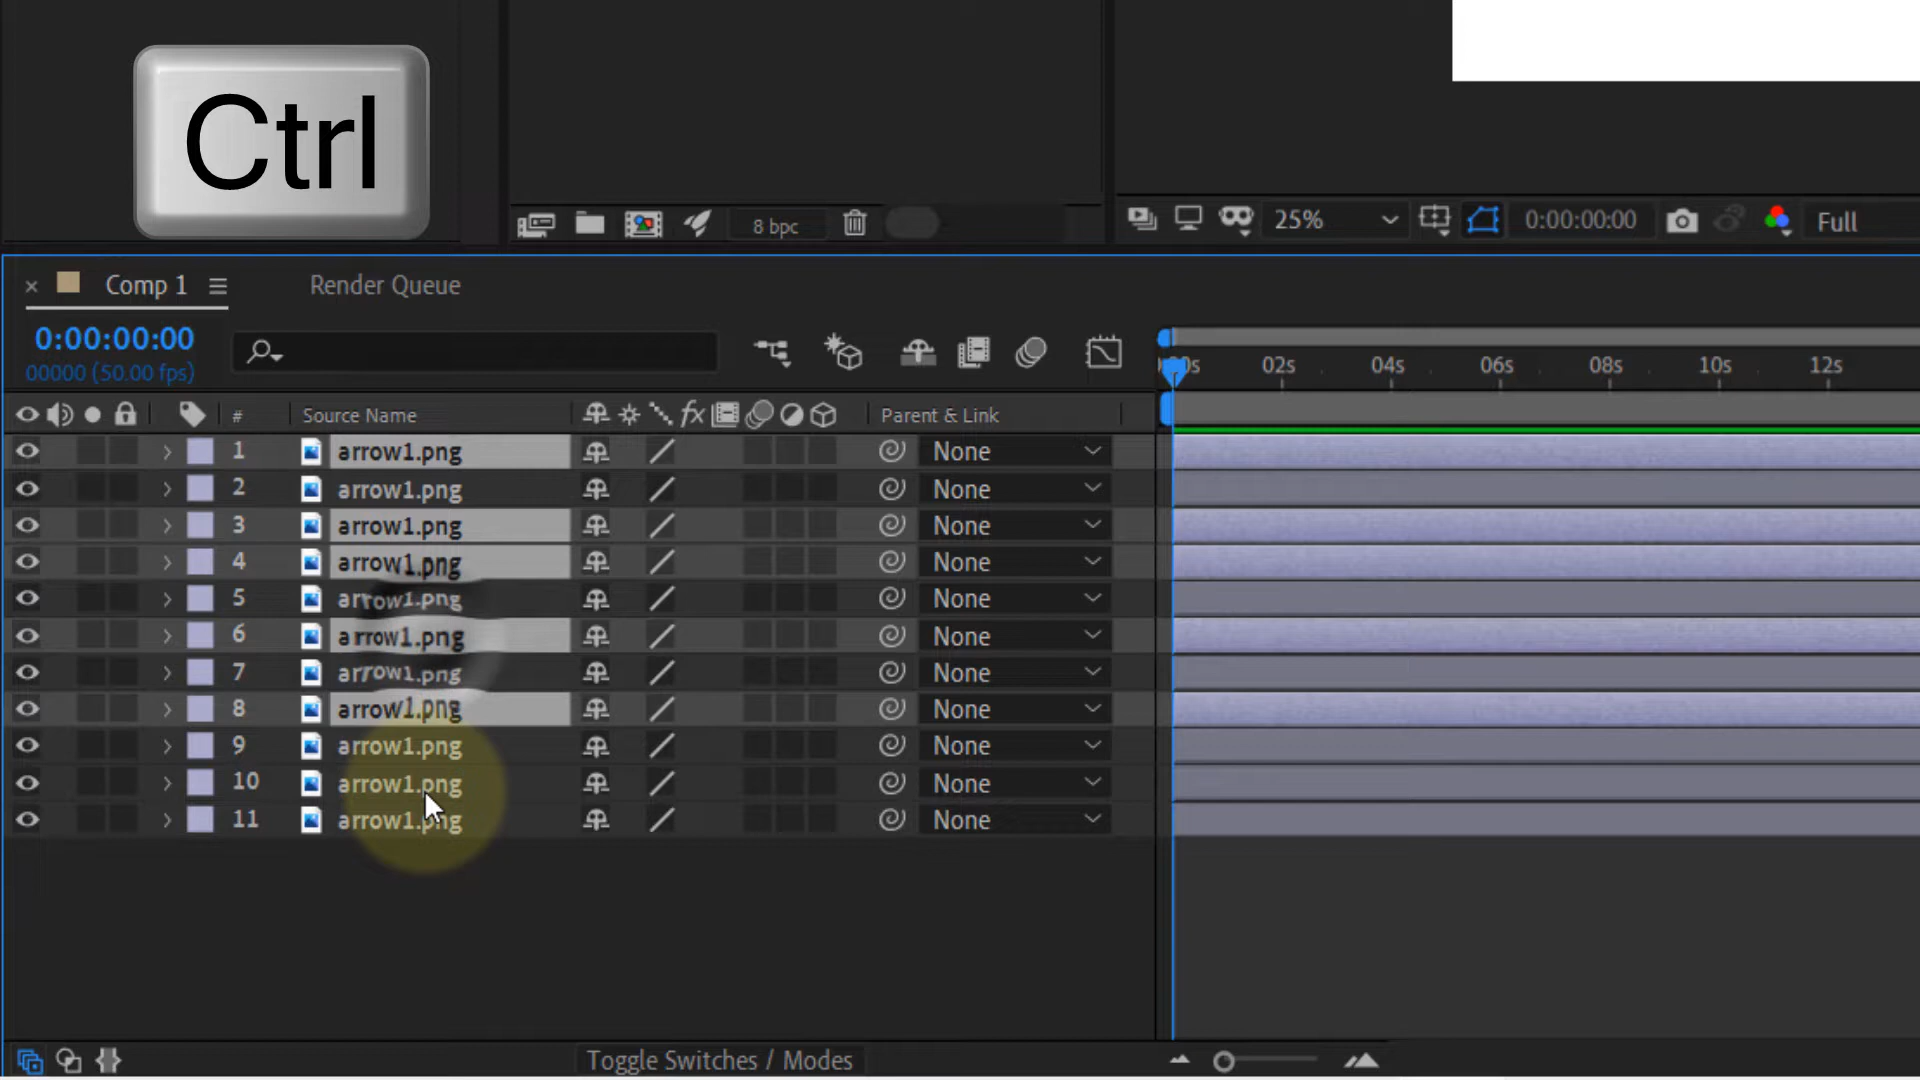 Ctrl
8 bpc
25%
0:00:00:00
Full
Comp 1
Render Queue
0:00:00:00
00000 (50.00 fps)
02s 04s 06s 08s 10s 12s
# Source Name fx Parent & Link
1 arrow1.png None
2 arrow1.png None
3 arrow1.png None
4 arrow1.png None
5 arrow1.png None
6 arrow1.png None
7 arrow1.png None
8 arrow1.png None
9 arrow1.png None
10 arrow1.png None
11 arrow1.png None
Toggle Switches / Modes